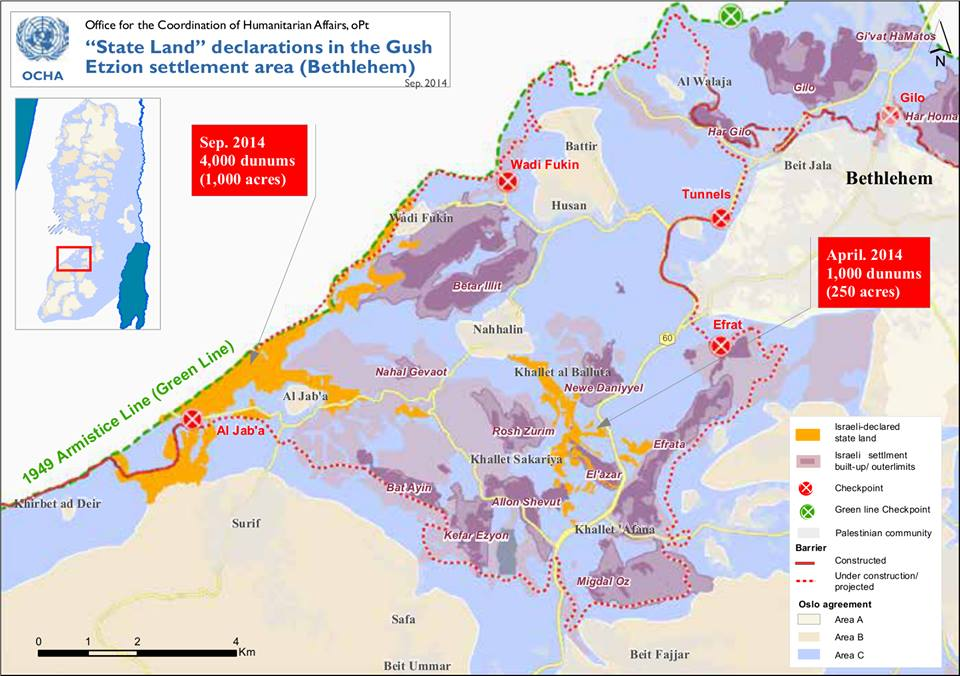 Office for the Coordination of Humanitarian Affairs, oPt
“State Land” declarations in the Gush
Etzion settlement area (Bethlehem)
Sep. 2014
OCHA
Gi'vat HaMatos
N
Al Walaja
Gilo
Gilo
Har Homa
Har Gilo
Sep. 2014
4,000 dunums
(1,000 acres)
Battir
Wadi Fukin
Beit Jala
Bethlehem
Tunnels
Husan
Wadi Fukin
April. 2014
1,000 dunums
(250 acres)
Betar Illit
Nahhalin
Efrat
60
1949 Armistice Line (Green Line)
Nahal Gevaot
Khallet al Balluta
Newe Daniyyel
Al Jab'a
Al Jab'a
Rosh Zurim
Efrata
Khallet Sakariya
El'azar
Bat Ayin
Allon Shevut
Khirbet ad Deir
Surif
Khallet 'Afana
Kefar Ezyon
Migdal Oz
Safa
Beit Ummar
Beit Fajjar
0 1 2 4
Km
Israeli-declared
state land
Israeli settlment
built-up/ outerlimits
Checkpoint
Green line Checkpoint
Palestinian community
Barrier
Constructed
Under construction/
projected
Oslo agreement
Area A
Area B
Area C